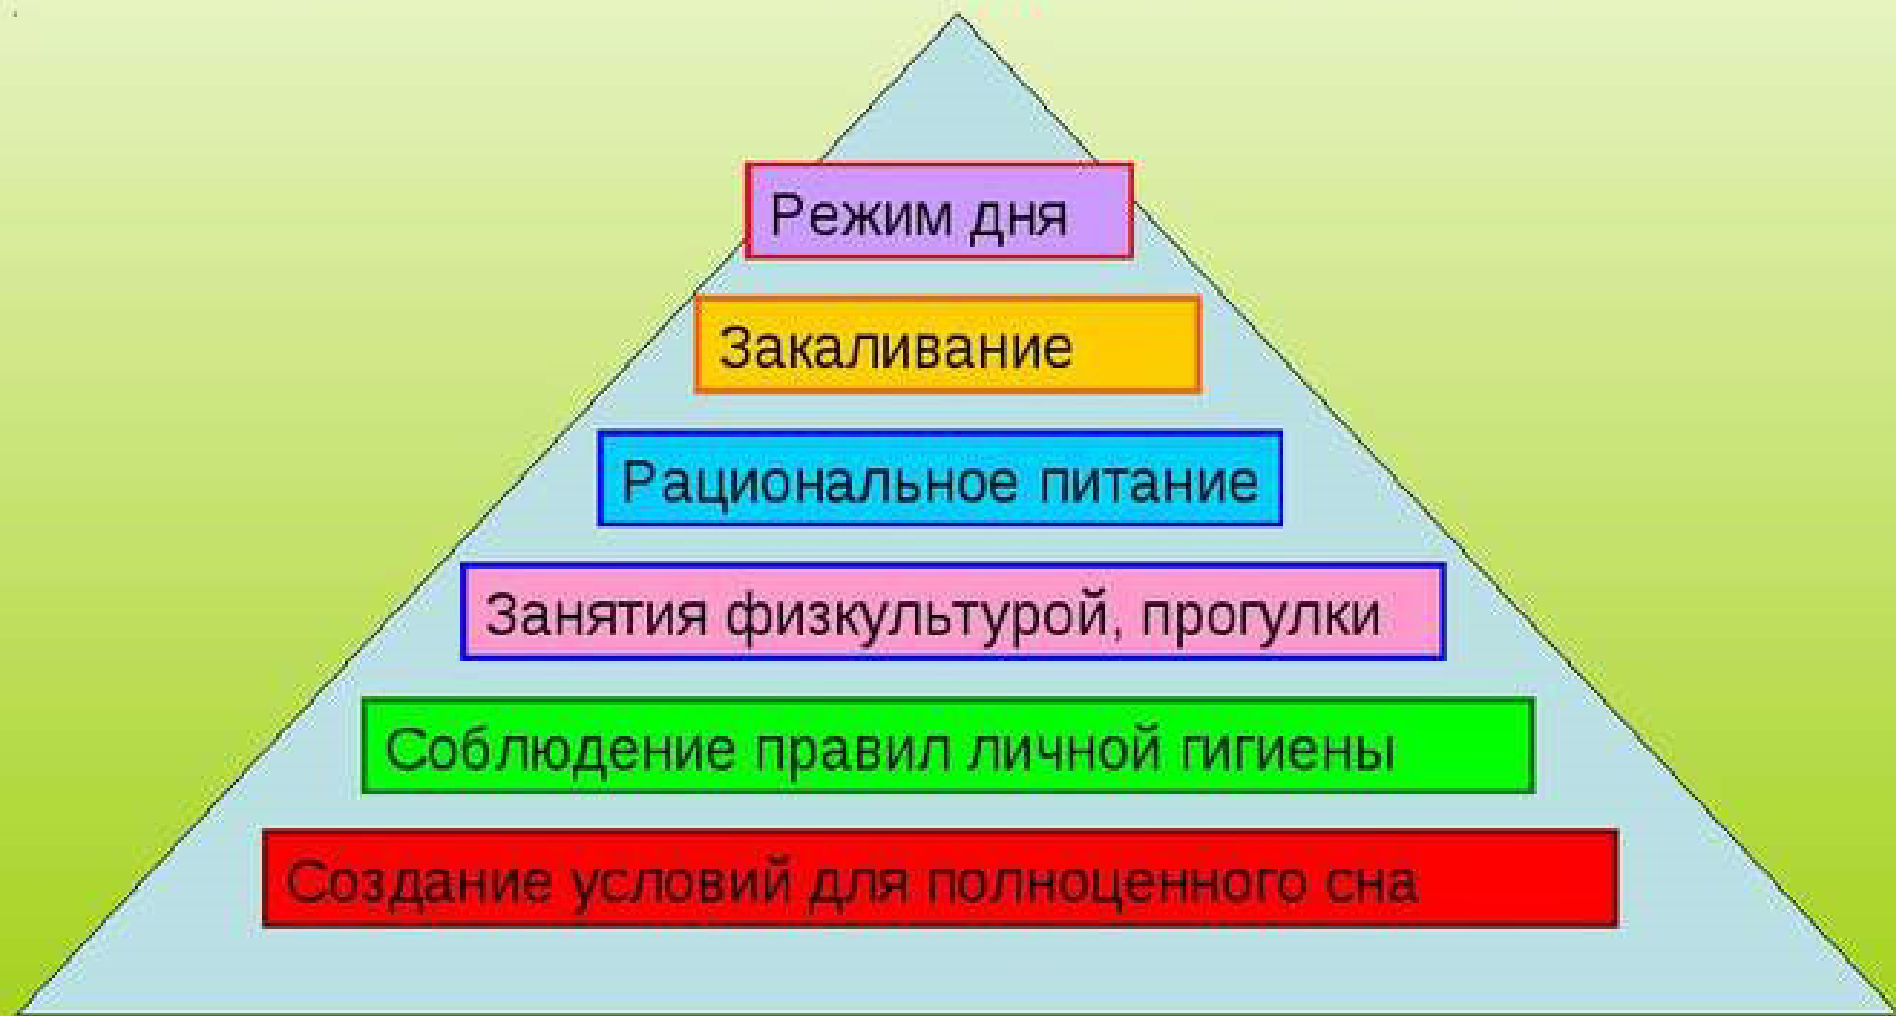 Режим дня
Закаливание
Рациональное питание
Занятия физкультурой, прогулки
Соблюдение правил личной гигиены
Создание условий для полноценного сна